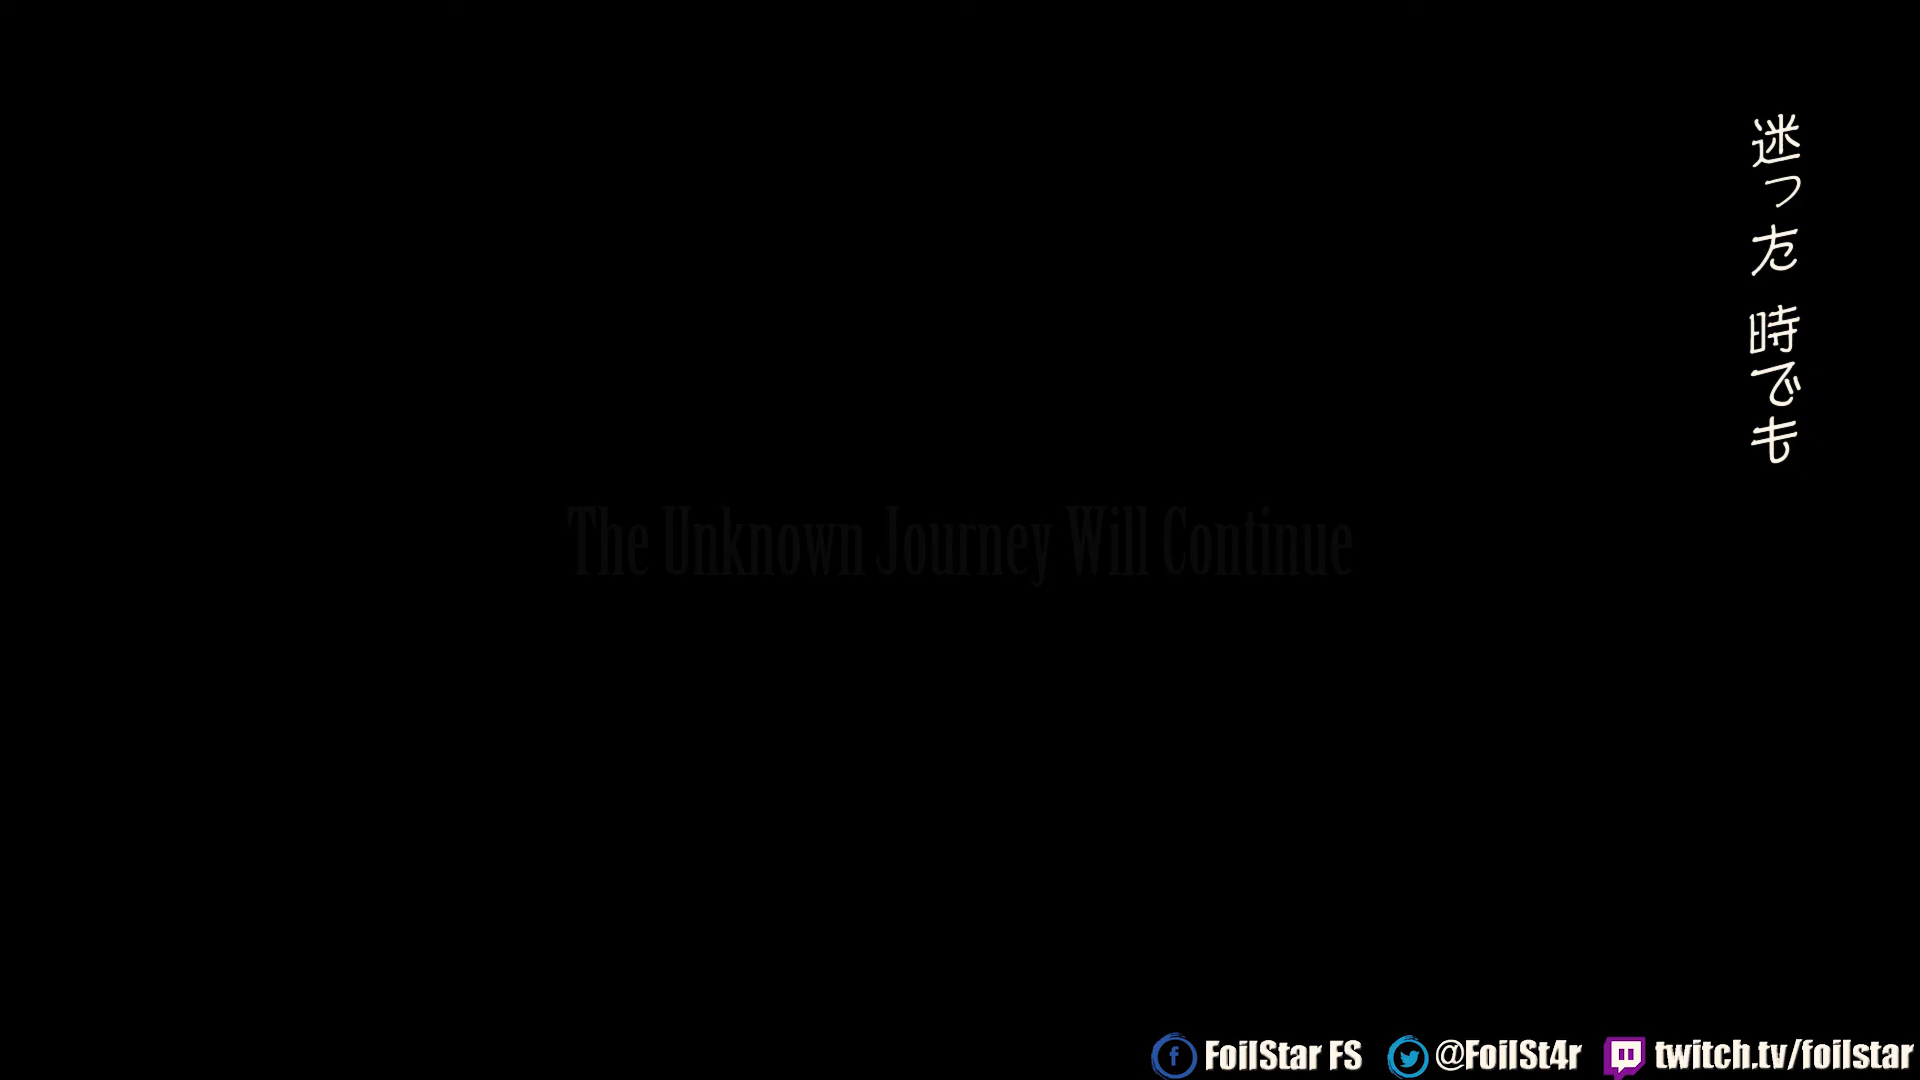 迷った 時でも
The Unknown Journey Will Continue
FoilStar FS @FoilSt4r twitch.tv/foilstar